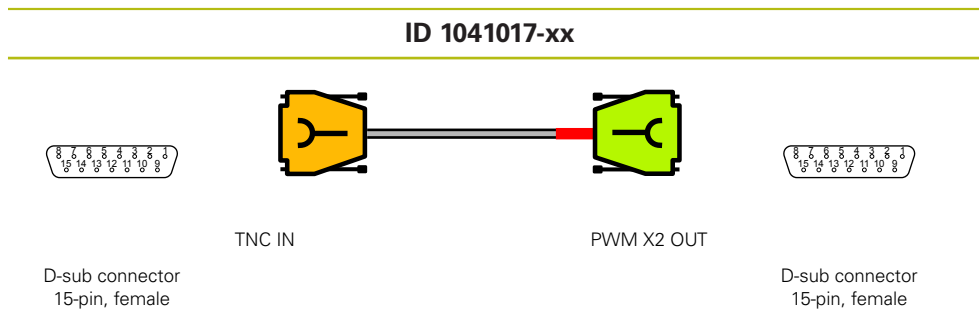 ID 1041017-xx
8 7 6 5 4 3 2 1
15 14 13 12 11 10 9
8 7 6 5 4 3 2 1
15 14 13 12 11 10 9
TNC IN
PWM X2 OUT
D-sub connector
15-pin, female
D-sub connector
15-pin, female